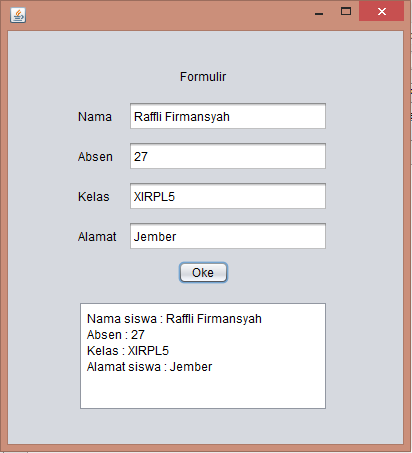 Formulir
Nama Raffli Firmansyah
Absen 27
Kelas XIRPL5
Alamat Jember
Oke
Nama siswa : Raffli Firmansyah
Absen : 27
Kelas : XIRPL5
Alamat siswa : Jember